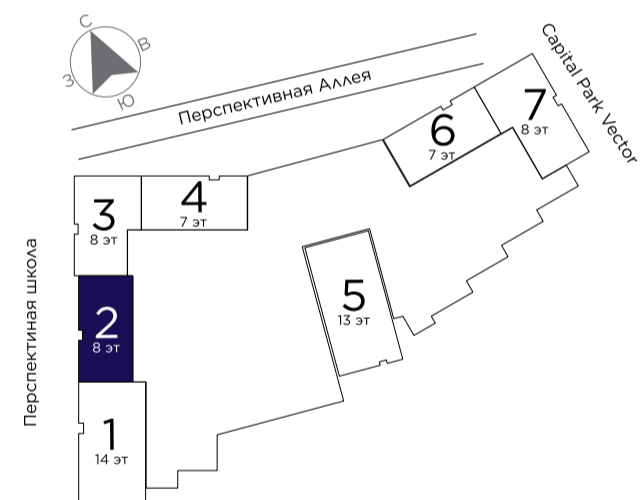 С
В
З
Ю
Перспективная Аллея
Capital Park Vector
7
8 эт
6
7 эт
4
7 эт
3
8 эт
5
13 эт
2
8 эт
Перспектиная школа
1
14 эт